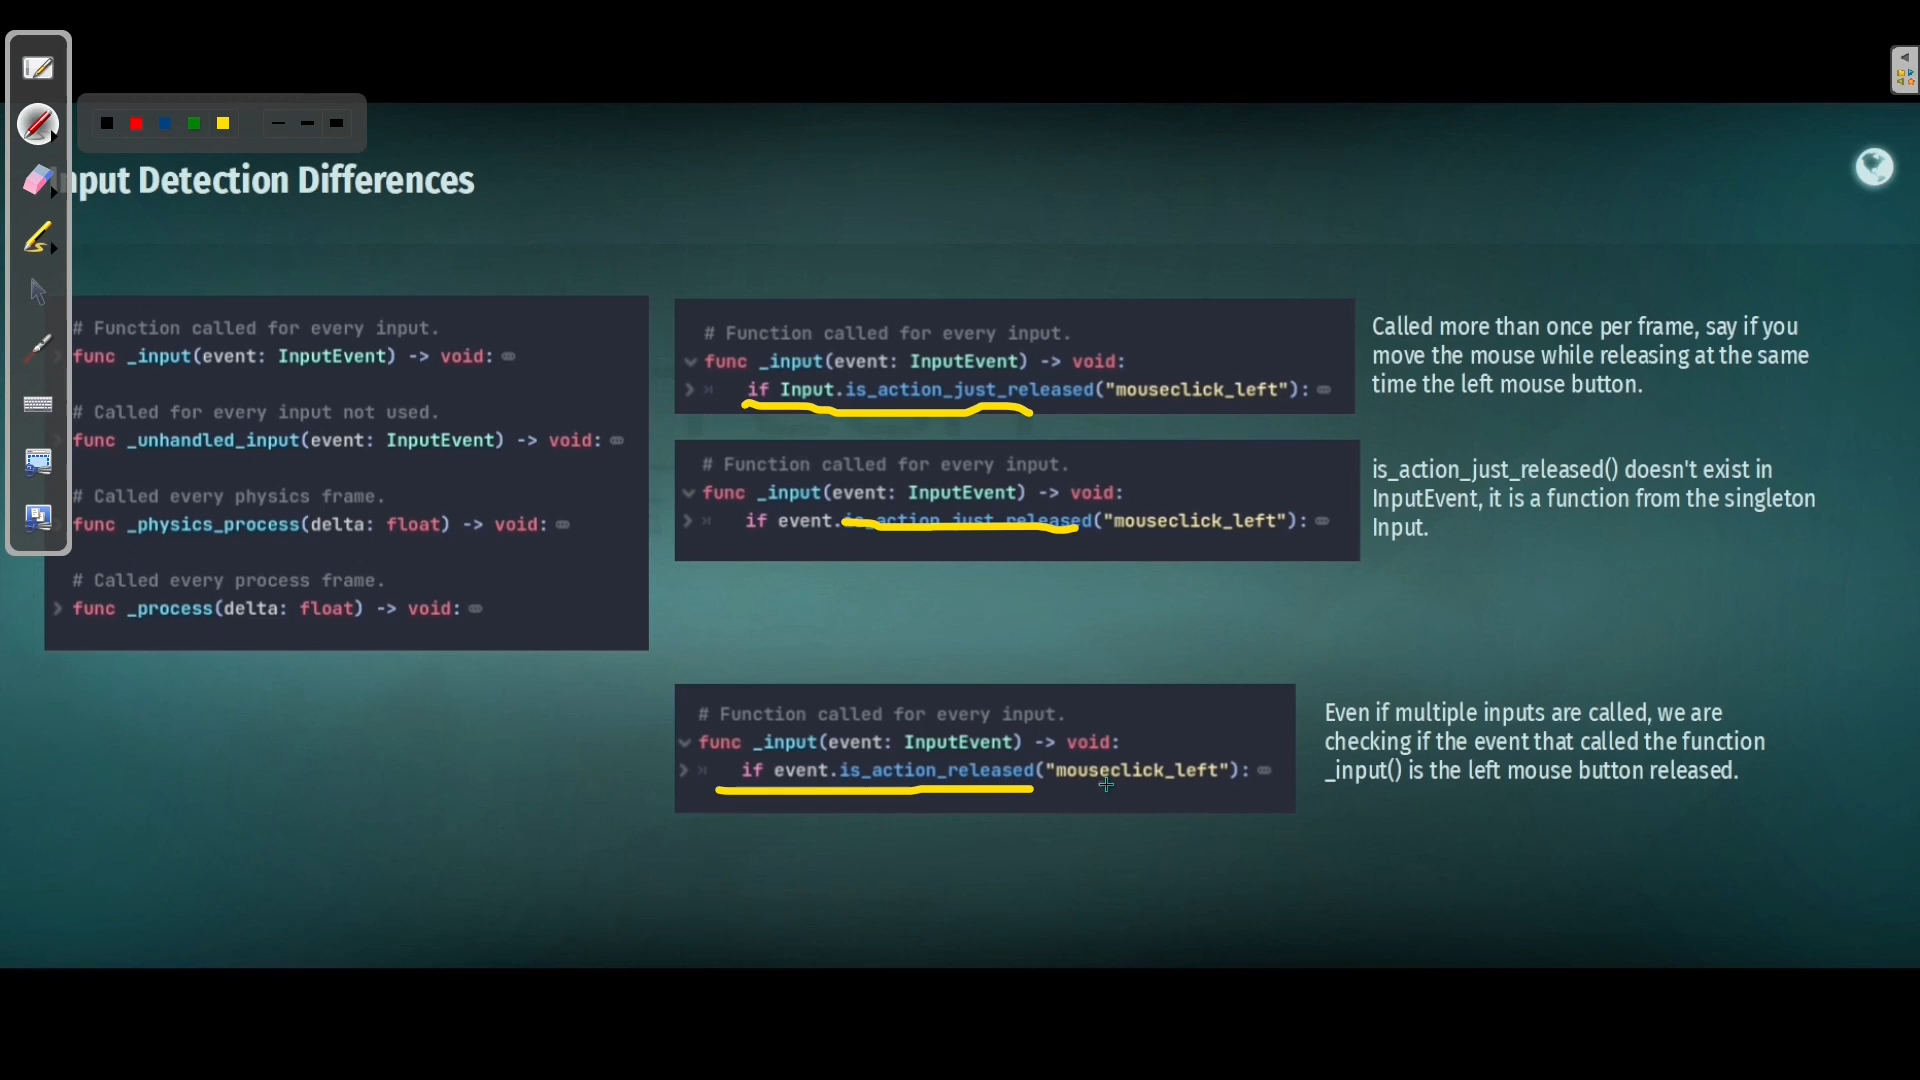 Input Detection Differences
# Function called for every input.
func _input(event: InputEvent) -> void:
# Called for every input not used.
func _unhandled_input(event: InputEvent) -> void:
# Called every physics frame.
func _physics_process(delta: float) -> void:
# Called every process frame.
func _process(delta: float) -> void:
# Function called for every input.
func _input(event: InputEvent) -> void:
if Input.is_action_just_released("mouseclick_left"):
Called more than once per frame, say if you
move the mouse while releasing at the same
time the left mouse button.
# Function called for every input.
func _input(event: InputEvent) -> void:
if event.is_action_just_released("mouseclick_left"):
is_action_just_released() doesn't exist in
InputEvent, it is a function from the singleton
Input.
# Function called for every input.
func _input(event: InputEvent) -> void:
if event.is_action_released("mouseclick_left"):
Even if multiple inputs are called, we are
checking if the event that called the function
_input() is the left mouse button released.